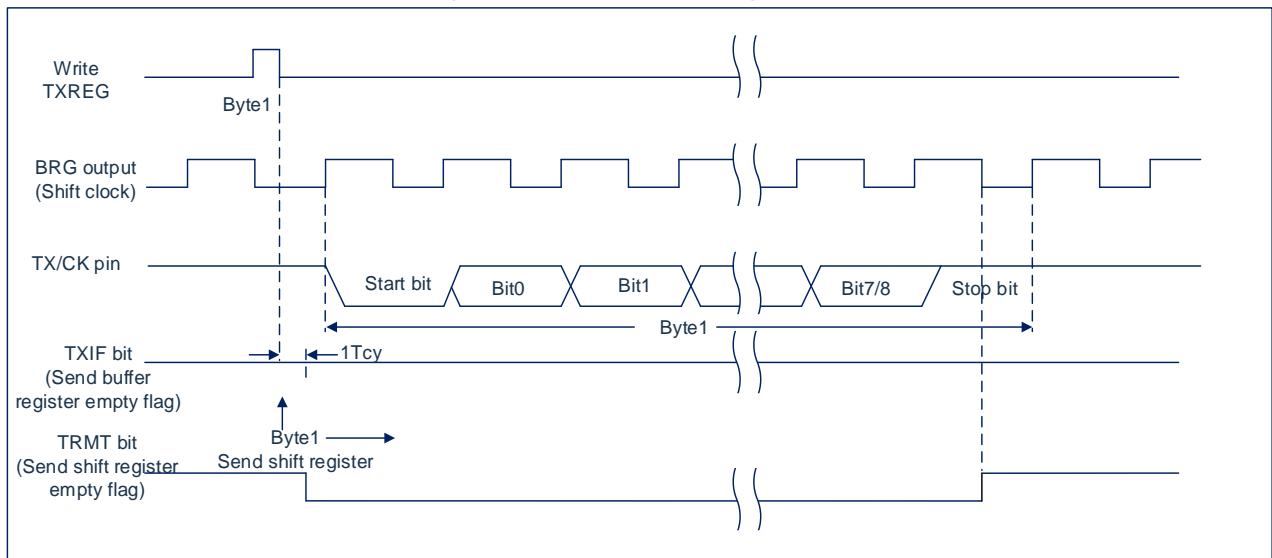 Write
TXREG
Byte1
BRG output
(Shift clock)
TX/CK pin
Start bit
Bit0
Bit1
Bit7/8
Stop bit
Byte1
TXIF bit
(Send buffer
register empty flag)
1Tcy
Byte1
Send shift register
TRMT bit
(Send shift register
empty flag)